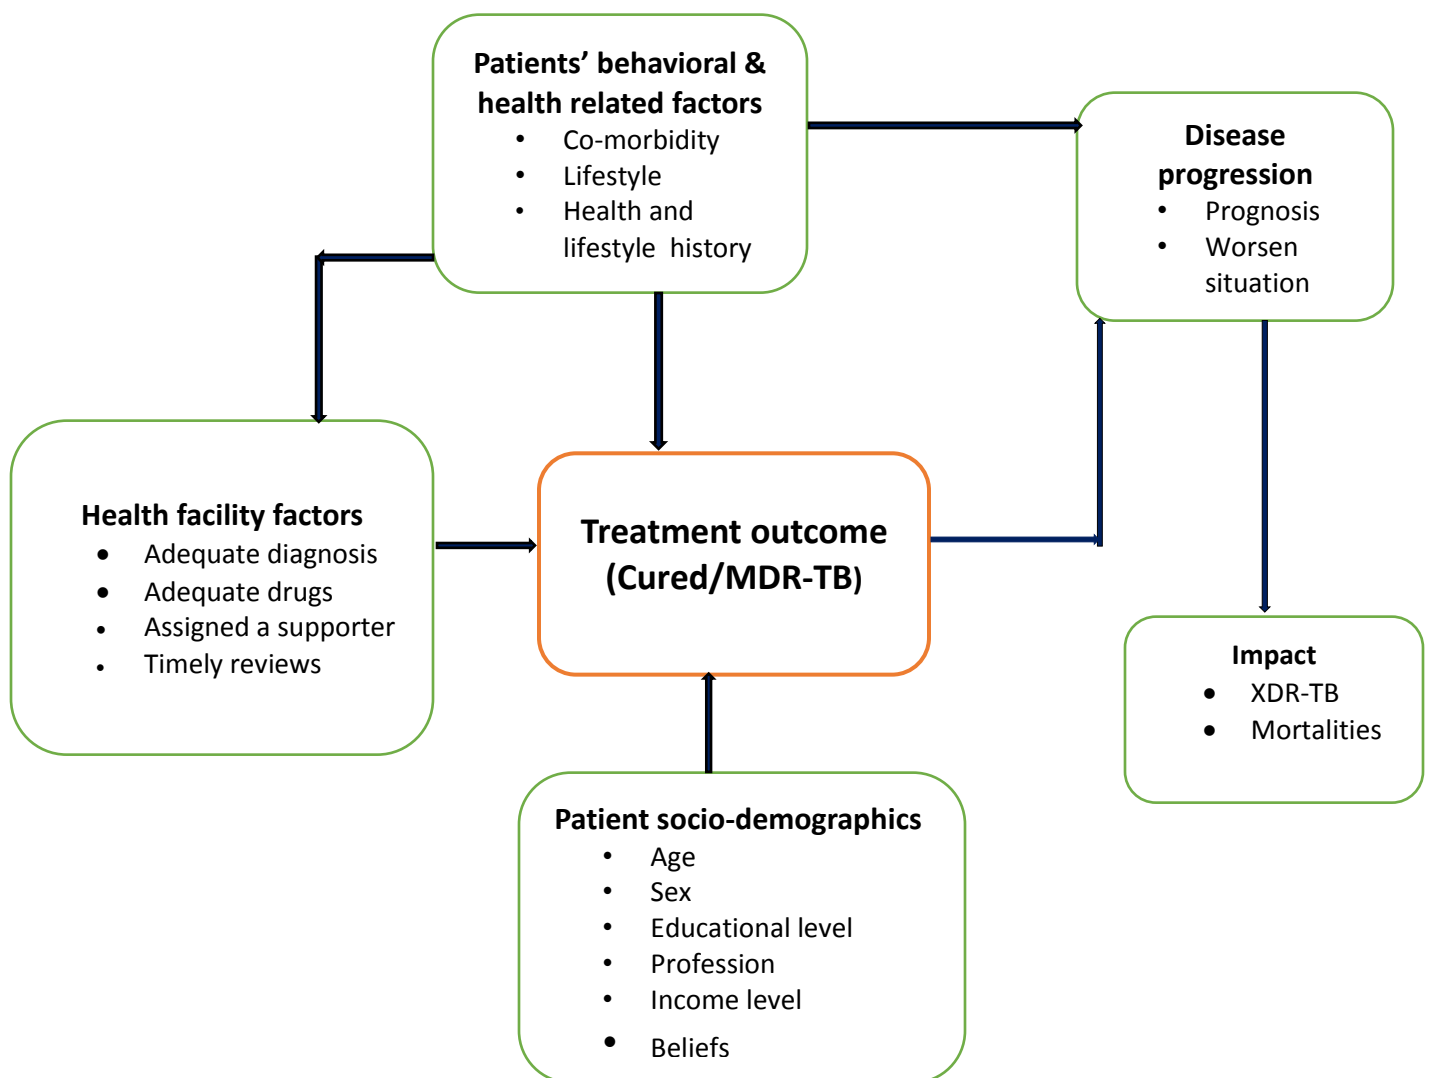 Patients’ behavioral &
health related factors
• Co-morbidity
• Lifestyle
• Health and
lifestyle history
Disease
progression
• Prognosis
• Worsen
situation
Health facility factors
• Adequate diagnosis
• Adequate drugs
• Assigned a supporter
• Timely reviews
Treatment outcome
(Cured/MDR-TB)
Impact
• XDR-TB
• Mortalities
Patient socio-demographics
• Age
• Sex
• Educational level
• Profession
• Income level
• Beliefs